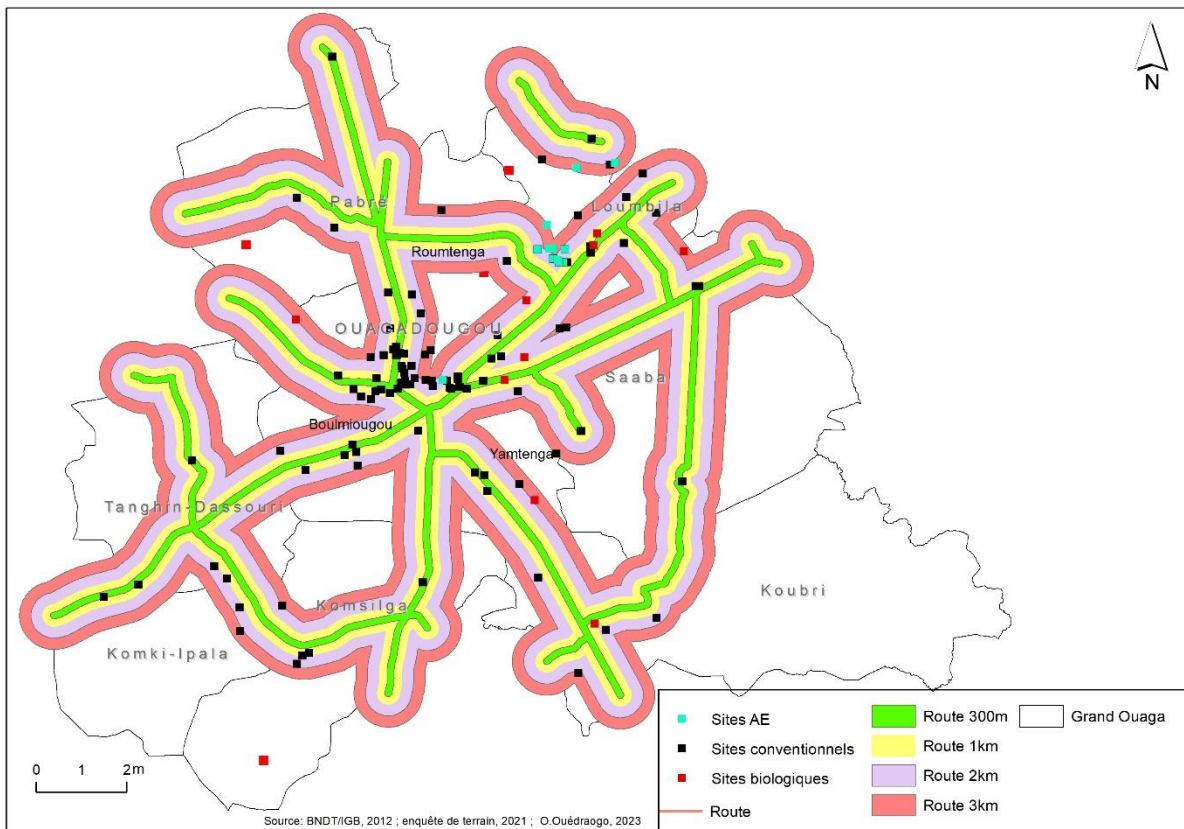 N
Pabré
Loumbila
Roumtenga
OUAGADOUGOU
Saaba
Boulmiougou
Yamtenga
Tanghin-Dassouri
Koubri
Komsilga
Komki-Ipala
0 1 2m
Sites AE
Sites conventionnels
Sites biologiques
Route
Route 300m
Route 1km
Route 2km
Route 3km
Grand Ouaga
Source: BNDT/IGB, 2012 ; enquête de terrain, 2021 ; O.Ouédraogo, 2023